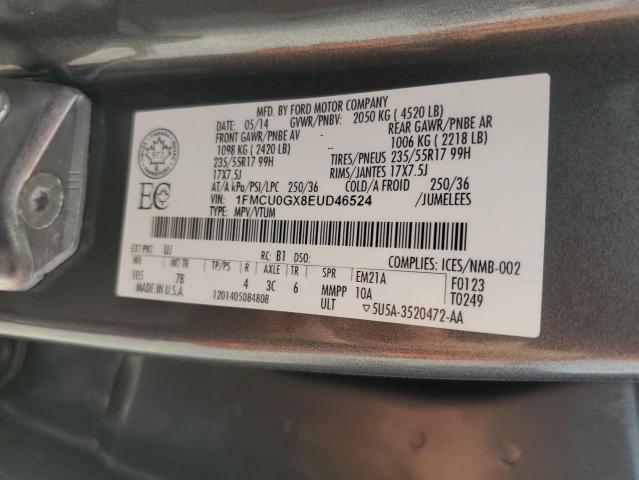 MFD. BY FORD MOTOR COMPANY
DATE: 05/14 GVWR/PNBV: 2050 KG ( 4520 LB)
FRONT GAWR/PNBE AV REAR GAWR/PNBE AR
1098 KG ( 2420 LB) 1006 KG ( 2218 LB)
235/55R17 99H TIRES/PNEUS 235/55R17 99H
17X7.5J RIMS/JANTES 17X7.5J
AT/A kPa/PSI/LPC 250/36 COLD/A FROID 250/36
VIN: 1FMCU0GX8EUD46524 /JUMELEES
TYPE: MPV/VTUM
EXT PNT: UJ RC: B1 DSO: COMPLIES: ICES/NMB-002
WB TP/PS R AXLE TR SPR EM21A F0123
105 7B 4 3C 6 MMPP 10A T0249
MADE IN U.S.A. 1201405084808 ULT ▽5U5A-3520472-AA
CANADA
TRANSPORT
EC